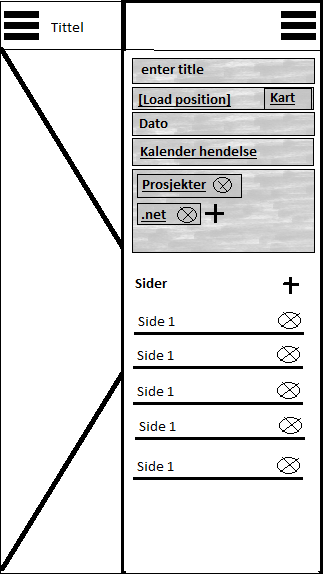 Tittel
enter title
[Load position] Kart
Dato
Kalender hendelse
Prosjekter
.net
Sider
Side 1
Side 1
Side 1
Side 1
Side 1